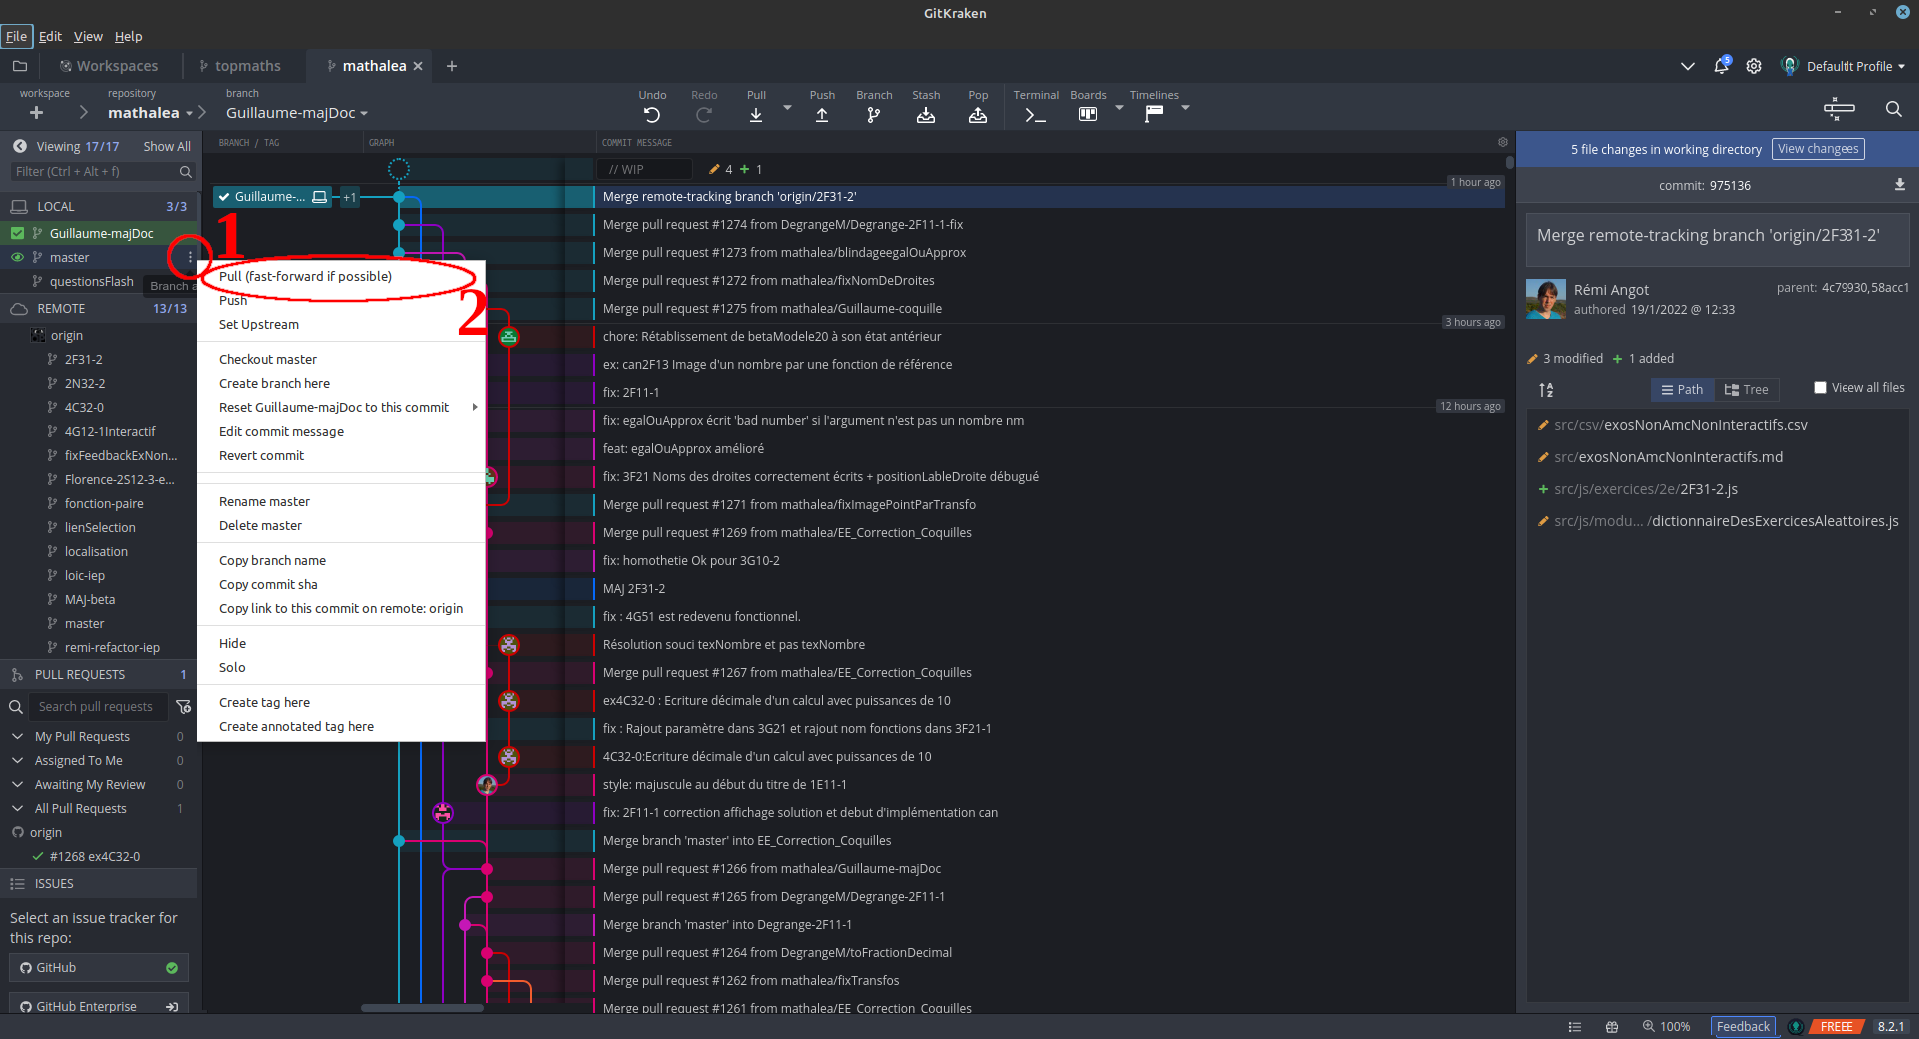 GitKraken
File Edit View Help
Workspaces
topmaths
mathalea
workspace
repository
mathalea
branch
Guillaume-majDoc
Undo
Redo
Pull
Push
Branch
Stash
Pop
Terminal
Boards
Timelines
5
Default Profile
Viewing 17/17 Show All
Filter (Ctrl + Alt + f)
LOCAL 3/3
Guillaume-majDoc
master
questionsFlash
Branch a
REMOTE 13/13
origin
2F31-2
2N32-2
4C32-0
4G12-1Interactif
fixFeedbackExNon...
Florence-2S12-3-e...
fonction-paire
lienSelection
localisation
loic-iep
MAJ-beta
master
remi-refactor-iep
PULL REQUESTS 1
Search pull requests
My Pull Requests 0
Assigned To Me 0
Awaiting My Review 0
All Pull Requests 1
origin
#1268 ex4C32-0
ISSUES
Select an issue tracker for
this repo:
GitHub
GitHub Enterprise
1
2
Pull (fast-forward if possible)
Push
Set Upstream
Checkout master
Create branch here
Reset Guillaume-majDoc to this commit
Edit commit message
Revert commit
Rename master
Delete master
Copy branch name
Copy commit sha
Copy link to this commit on remote: origin
Hide
Solo
Create tag here
Create annotated tag here
BRANCH / TAG GRAPH COMMIT MESSAGE
// WIP 4 1
Guillaume-... +1
1 hour ago
Merge remote-tracking branch 'origin/2F31-2'
Merge pull request #1274 from DegrangeM/Degrange-2F11-1-fix
Merge pull request #1273 from mathalea/blindageegalOuApprox
Merge pull request #1272 from mathalea/fixNomDeDroites
Merge pull request #1275 from mathalea/Guillaume-coquille
3 hours ago
chore: Rétablissement de betaModele20 à son état antérieur
ex: can2F13 Image d'un nombre par une fonction de référence
fix: 2F11-1
12 hours ago
fix: egalOuApprox écrit 'bad number' si l'argument n'est pas un nombre nm
feat: egalOuApprox amélioré
fix: 3F21 Noms des droites correctement écrits + positionLableDroite débugué
Merge pull request #1271 from mathalea/fixImagePointParTransfo
Merge pull request #1269 from mathalea/EE_Correction_Coquilles
fix: homothetie Ok pour 3G10-2
MAJ 2F31-2
fix : 4G51 est redevenu fonctionnel.
Résolution souci texNombre et pas texNombre
Merge pull request #1267 from mathalea/EE_Correction_Coquilles
ex4C32-0 : Ecriture décimale d'un calcul avec puissances de 10
fix : Rajout paramètre dans 3G21 et rajout nom fonctions dans 3F21-1
4C32-0:Ecriture décimale d'un calcul avec puissances de 10
style: majuscule au début du titre de 1E11-1
fix: 2F11-1 correction affichage solution et debut d'implémentation can
Merge branch 'master' into EE_Correction_Coquilles
Merge pull request #1266 from mathalea/Guillaume-majDoc
Merge pull request #1265 from DegrangeM/Degrange-2F11-1
Merge branch 'master' into Degrange-2F11-1
Merge pull request #1264 from DegrangeM/toFractionDecimal
Merge pull request #1262 from mathalea/fixTransfos
Merge pull request #1261 from mathalea/EE_Correction_Coquilles
5 file changes in working directory View changes
commit: 975136
Merge remote-tracking branch 'origin/2F31-2'
Rémi Angot
authored 19/1/2022 @ 12:33
parent: 4c7930,58acc1
3 modified 1 added
Path Tree View all files
src/csv/exosNonAmcNonInteractifs.csv
src/exosNonAmcNonInteractifs.md
src/js/exercices/2e/2F31-2.js
src/js/modu... /dictionnaireDesExercicesAleattoires.js
100% Feedback FREE 8.2.1